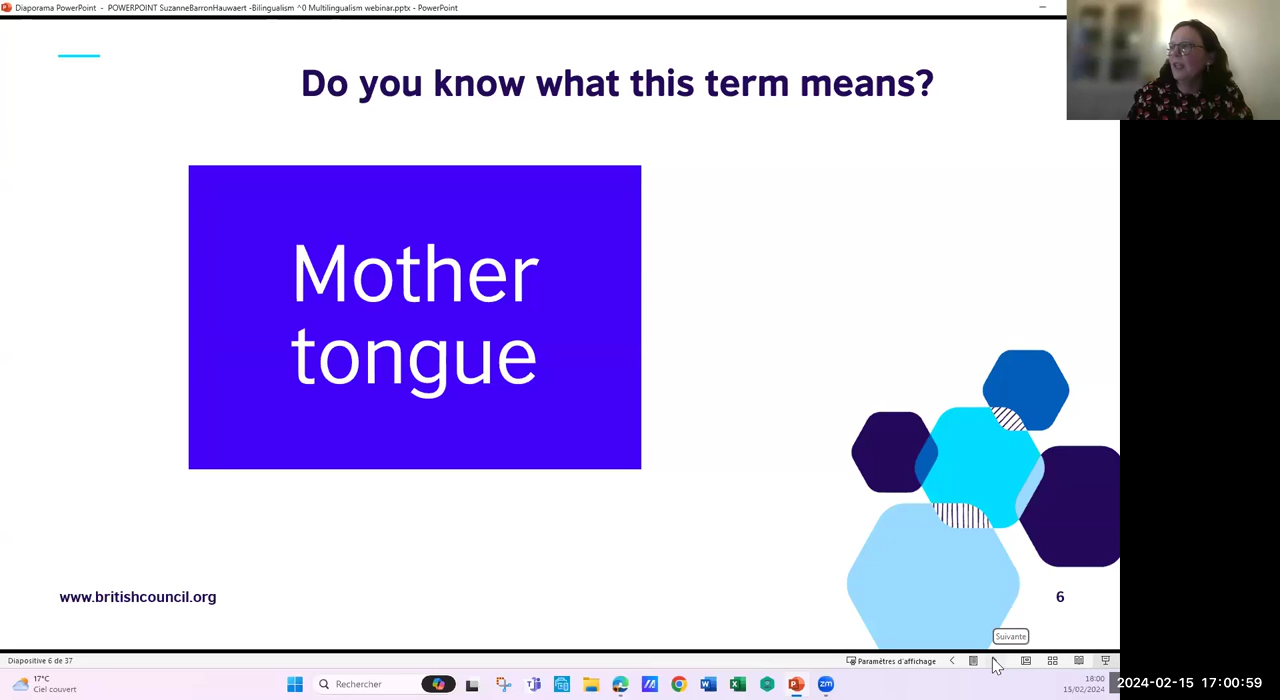 Diaporama PowerPoint - POWERPOINT SuzanneBarronHauwaert -Bilingualism ^0 Multilingualism webinar.pptx - PowerPoint
Do you know what this term means?
Mother
tongue
www.britishcouncil.org
6
Suivante
Diapositive 6 de 37
Paramètres d'affichage
17°C
Ciel couvert
Rechercher
zm
18:00
15/02/2024
2024-02-15 17:00:59